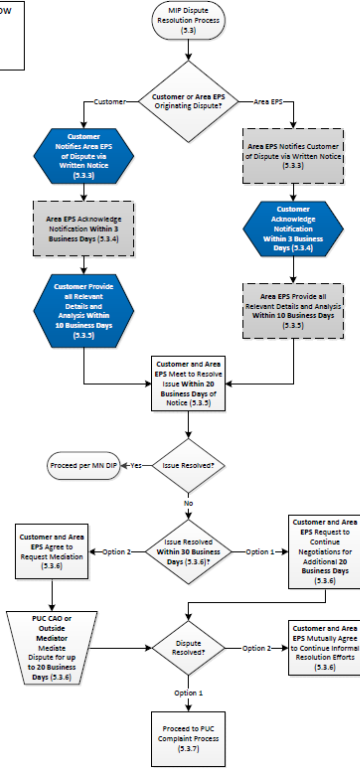 ow
MIP Dispute
Resolution Process
(5.3)
Customer or Area EPS
Originating Dispute?
Customer
Area EPS
Customer
Notifies Area EPS
of Dispute via
Written Notice
(5.3.3)
Area EPS Notifies Customer
of Dispute via Written Notice
(5.3.3)
Area EPS Acknowledge
Notification Within 3
Business Days (5.3.4)
Customer
Acknowledge
Notification
Within 3 Business
Days (5.3.4)
Customer Provide
all Relevant
Details and
Analysis Within
10 Business Days
(5.3.5)
Area EPS Provide all
Relevant Details and Analysis
Within 10 Business Days
(5.3.5)
Customer and Area
EPS Meet to Resolve
Issue Within 20
Business Days of
Notice (5.3.5)
Proceed per MN DIP
Yes
Issue Resolved?
No
Customer and Area
EPS Agree to
Request Mediation
(5.3.6)
Option 2
Issue Resolved
Within 30 Business
Days (5.3.6)?
Option 1
Customer and Area
EPS Request to
Continue
Negotiations for
Additional 20
Business Days
(5.3.6)
PUC CAO or
Outside
Mediator
Mediate
Dispute for up
to 20 Business
Days (5.3.6)
Dispute
Resolved?
Option 2
Customer and Area
EPS Mutually Agree
to Continue Informal
Resolution Efforts
(5.3.6)
Option 1
Proceed to PUC
Complaint Process
(5.3.7)